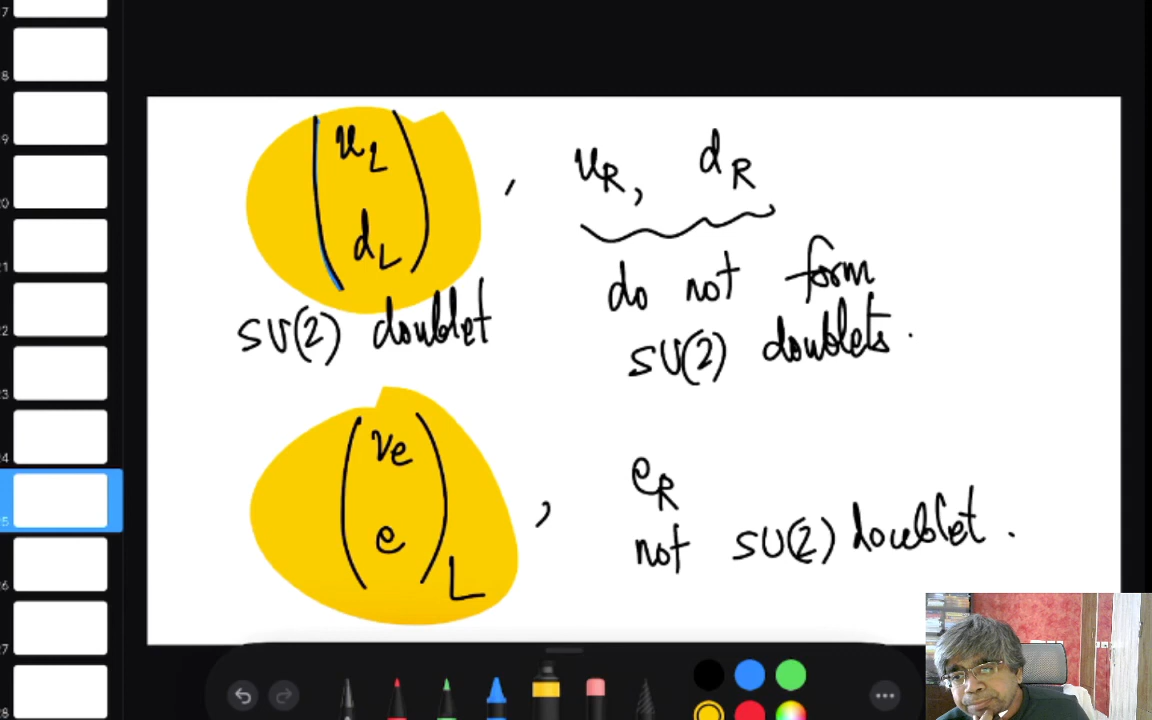 u_L
d_L
, u_R, d_R
SU(2) doublet
do not form
SU(2) doublets.
ν_e
e
L
, e_R
not SU(2) doublet.